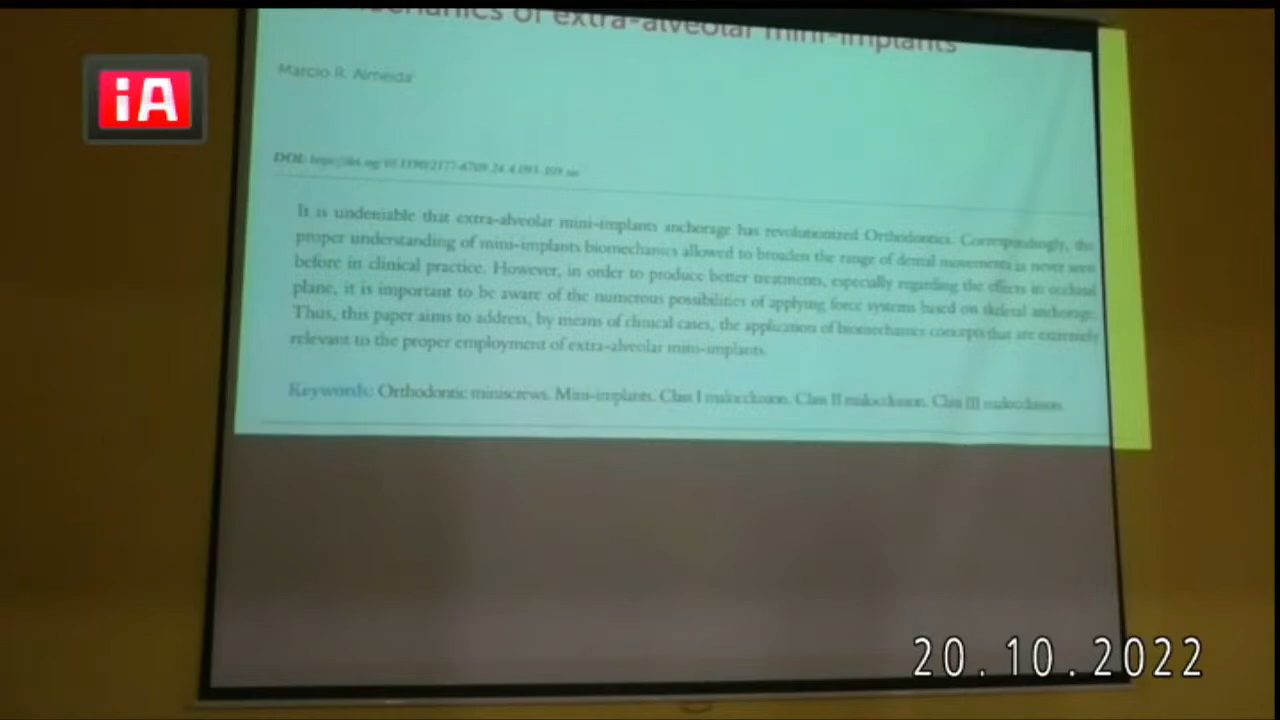 of extra-alveolar mini-implants
iA
Marcio R. Almeida
DOI:
It is undeniable that extra-alveolar mini-implants anchorage has revolutionized Orthodontics. Correspondingly, the
proper understanding of mini-implants biomechanics allowed to broaden the range of dental movements as never seen
before in clinical practice. However, in order to produce better treatments, especially regarding the effects in occlusal
plane, it is important to be aware of the numerous possibilities of applying force systems based on skeletal anchorage.
Thus, this paper aims to address, by means of clinical cases, the application of biomechanics concepts that are extremely
relevant to the proper employment of extra-alveolar mini-implants.
Keywords: Orthodontic miniscrews. Mini-implants. Class I malocclusion. Class II malocclusion. Class III malocclusion.
20.10.2022